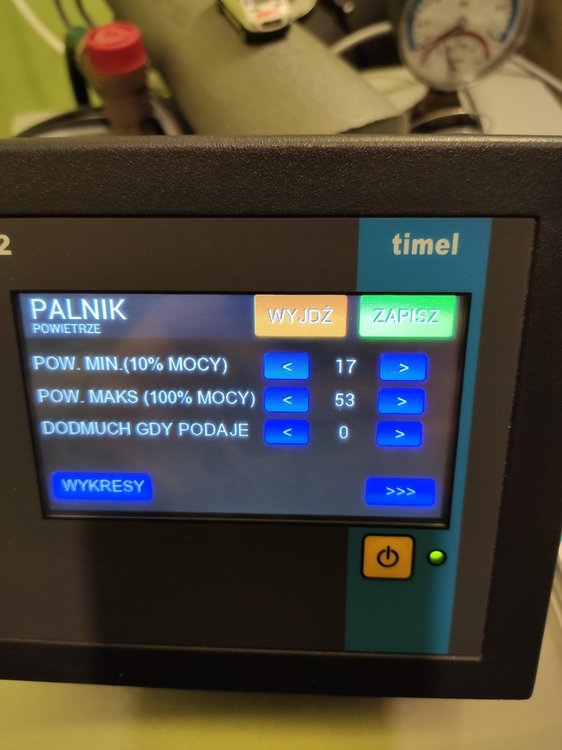 2
timel
PALNIK
POWIETRZE
WYJDŹ
ZAPISZ
POW. MIN.(10% MOCY) < 17 >
POW. MAKS (100% MOCY) < 53 >
DODMUCH GDY PODAJE < 0 >
WYKRESY
>>>